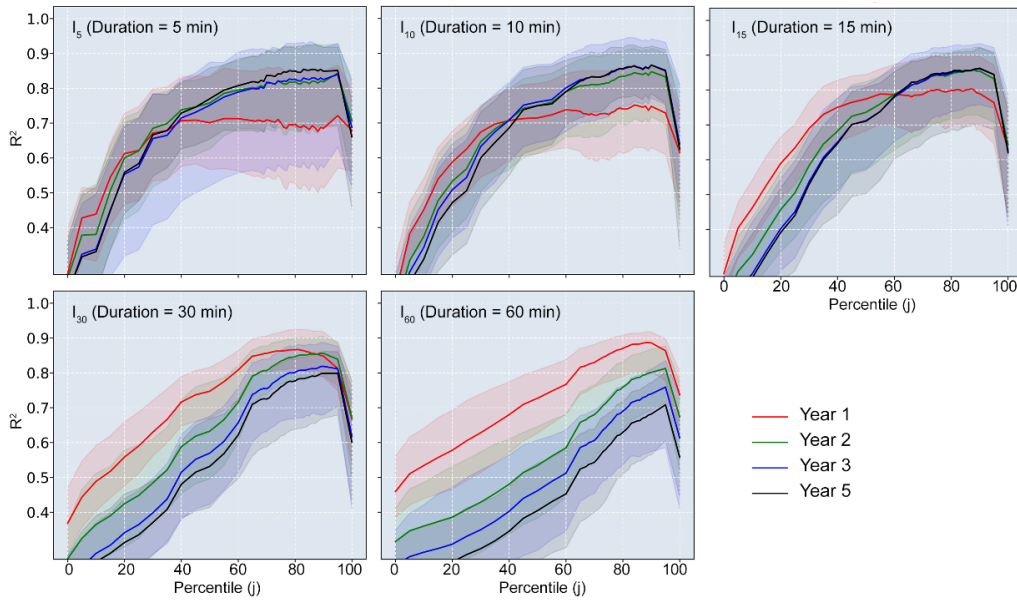 I5 (Duration = 5 min)
I10 (Duration = 10 min)
I15 (Duration = 15 min)
1.0
0.9
0.8
0.7
0.6
0.5
0.4
R2
0 20 40 60 80 100
Percentile (j)
I30 (Duration = 30 min)
I60 (Duration = 60 min)
1.0
0.9
0.8
0.7
0.6
0.5
0.4
R2
0 20 40 60 80 100
Percentile (j)
0 20 40 60 80 100
Percentile (j)
Year 1
Year 2
Year 3
Year 5